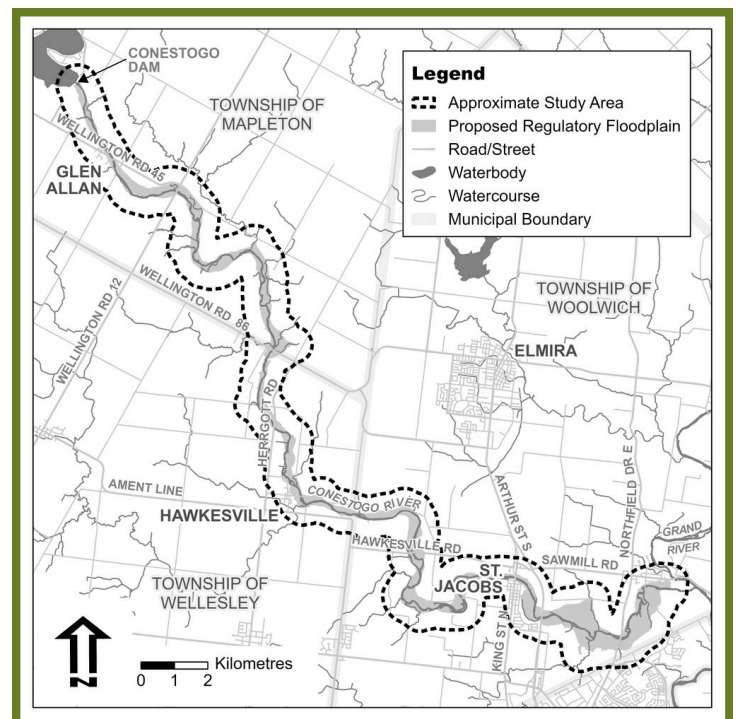 CONESTOGO
DAM
TOWNSHIP OF
MAPLETON
Legend
Approximate Study Area
Proposed Regulatory Floodplain
Road/Street
Waterbody
Watercourse
Municipal Boundary
WELLINGTON RD 45
GLEN
ALLAN
WELLINGTON RD 86
WELLINGTON RD 12
TOWNSHIP OF
WOOLWICH
ELMIRA
HERRGOTT RD
AMENT LINE
HAWKESVILLE
CONESTOGO RIVER
HAWKESVILLE RD
ARTHUR ST S
NORTHFIELD DR E
GRAND
RIVER
SAWMILL RD
ST.
JACOBS
KING ST N
TOWNSHIP OF
WELLESLEY
N
Kilometres
0 1 2